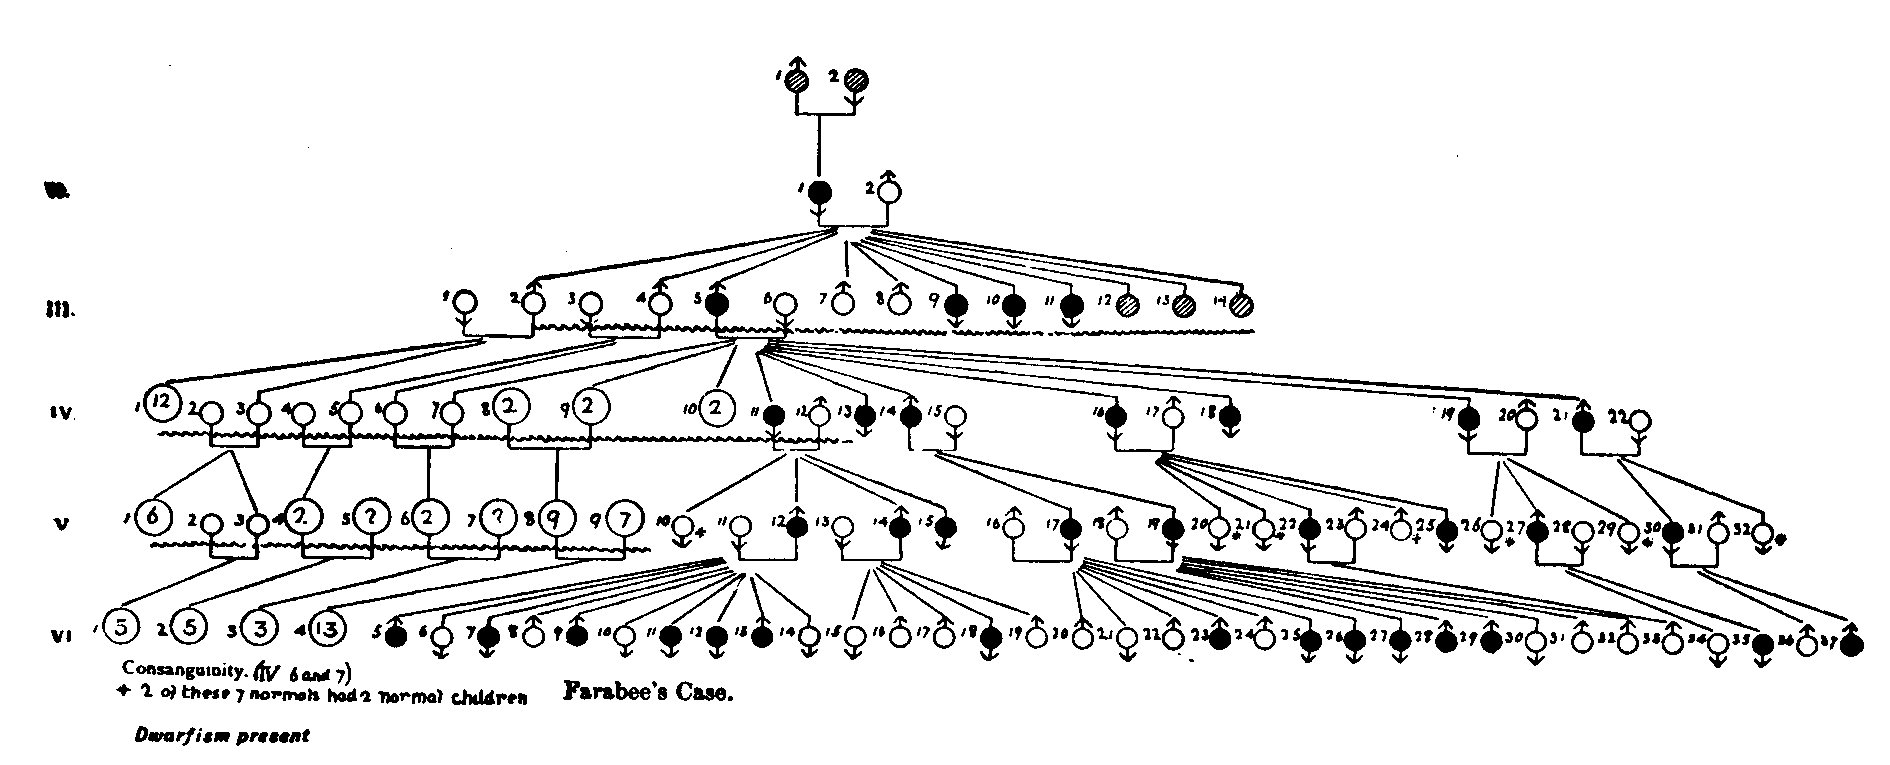 1 2
1 2
III. 1 2 3 4 5 6 7 8 9 10 11 12 13 14
IV. 1 12 2 3 4 5 6 7 8 2 9 2 10 2 11 12 13 14 15 16 17 18 19 20 21 22
V 1 6 2 3 4 2 5 ? 6 2 7 ? 8 9 9 7 10 + 11 12 13 14 15 16 17 18 19 20 21 + 22 + 23 24 + 25 26 + 27 28 29 + 30 31 32 +
VI 1 5 2 5 3 3 4 13 5 6 7 8 9 10 11 12 13 14 15 16 17 18 19 20 21 22 23 24 25 26 27 28 29 30 31 32 33 34 35 36 37
Consanguinity. (IV 6 and 7)
+ 2 of these 7 normals had 2 normal children
Farabee's Case.
Dwarfism present